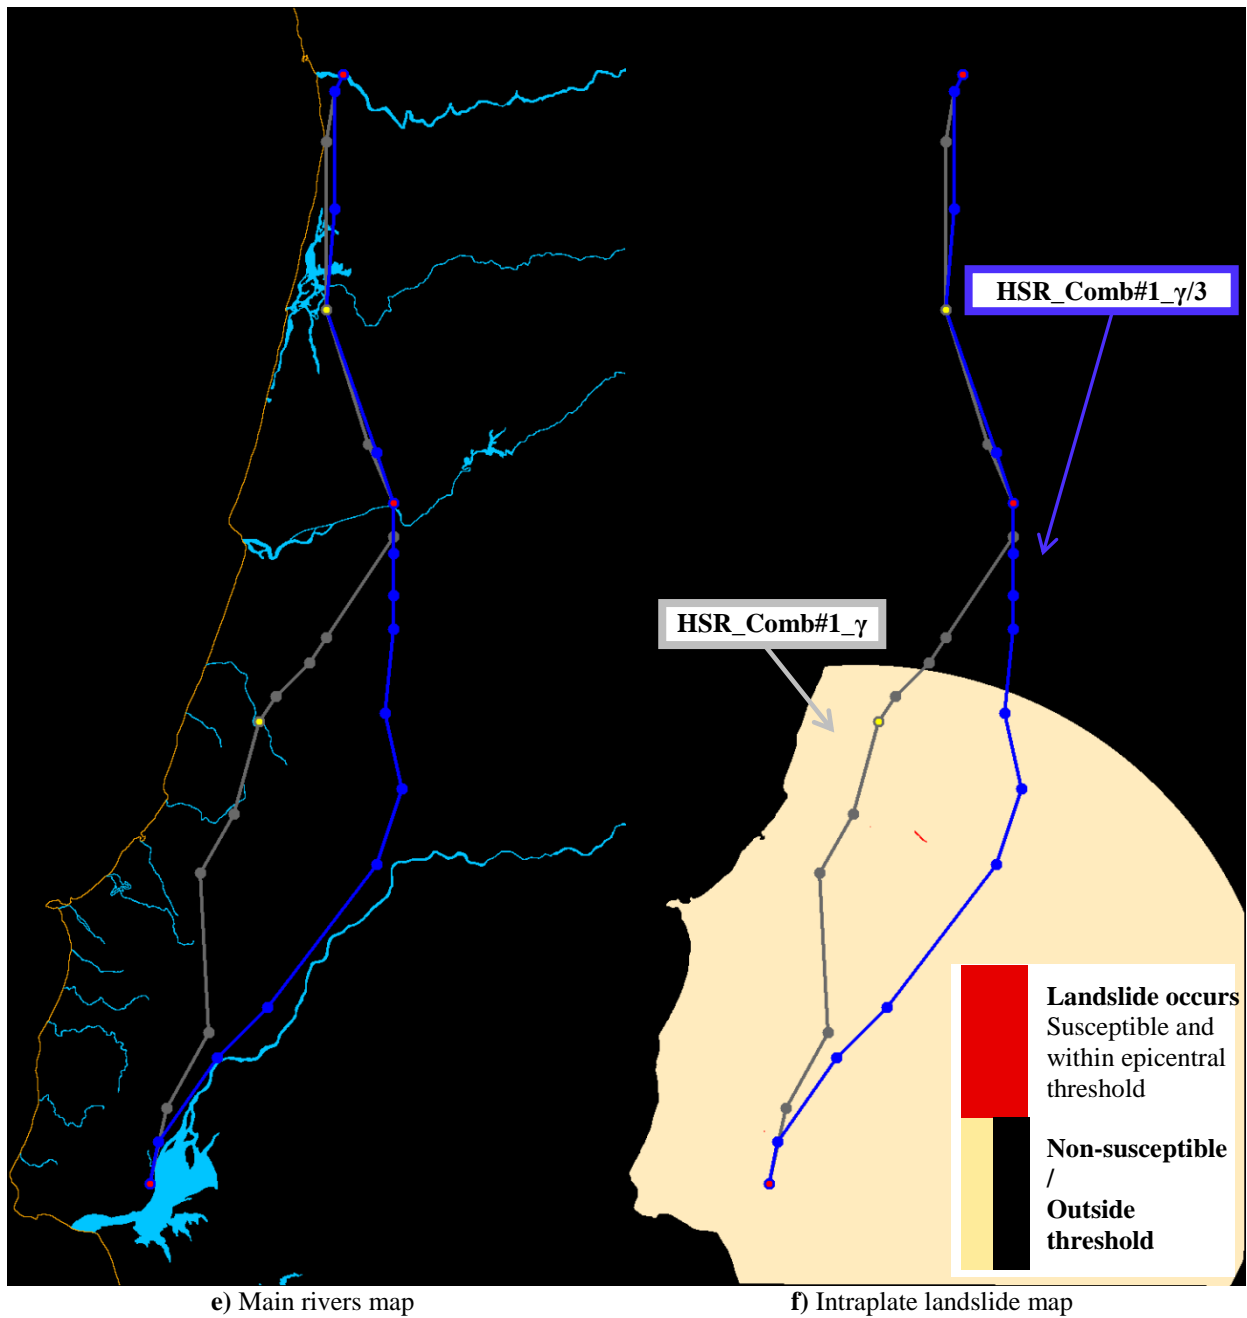 HSR_Comb#1_γ/3
HSR_Comb#1_γ
Landslide occurs
Susceptible and
within epicentral
threshold
Non-susceptible
/
Outside
threshold
e) Main rivers map
f) Intraplate landslide map